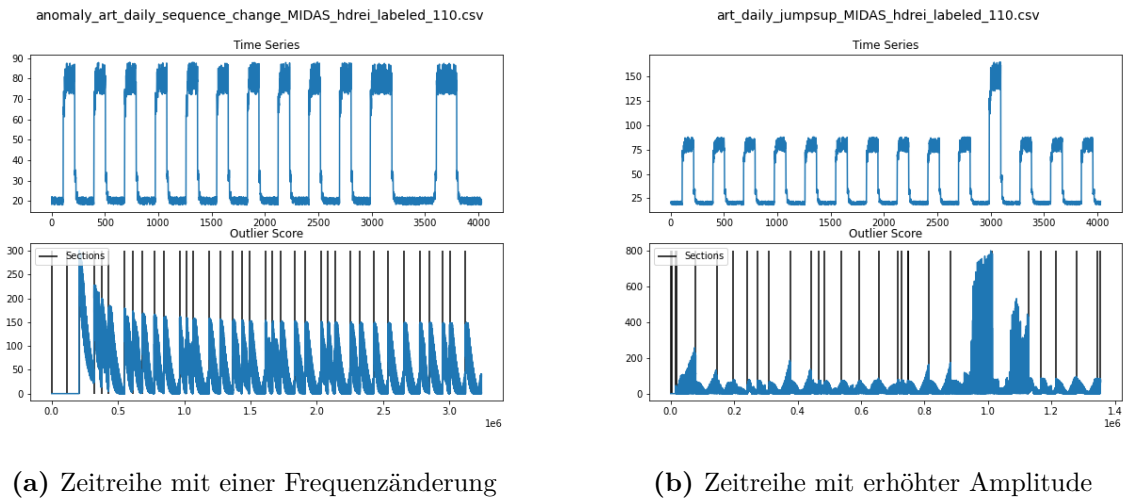 anomaly_art_daily_sequence_change_MIDAS_hdrei_labeled_110.csv
Time Series
90
80
70
60
50
40
30
20
0 500 1000 1500 2000 2500 3000 3500 4000
Outlier Score
Sections
300
250
200
150
100
50
0
0.0 0.5 1.0 1.5 2.0 2.5 3.0
1e6
(a) Zeitreihe mit einer Frequenzänderung
art_daily_jumpsup_MIDAS_hdrei_labeled_110.csv
Time Series
150
125
100
75
50
25
0 500 1000 1500 2000 2500 3000 3500 4000
Outlier Score
Sections
800
600
400
200
0
0.0 0.2 0.4 0.6 0.8 1.0 1.2 1.4
1e6
(b) Zeitreihe mit erhöhter Amplitude